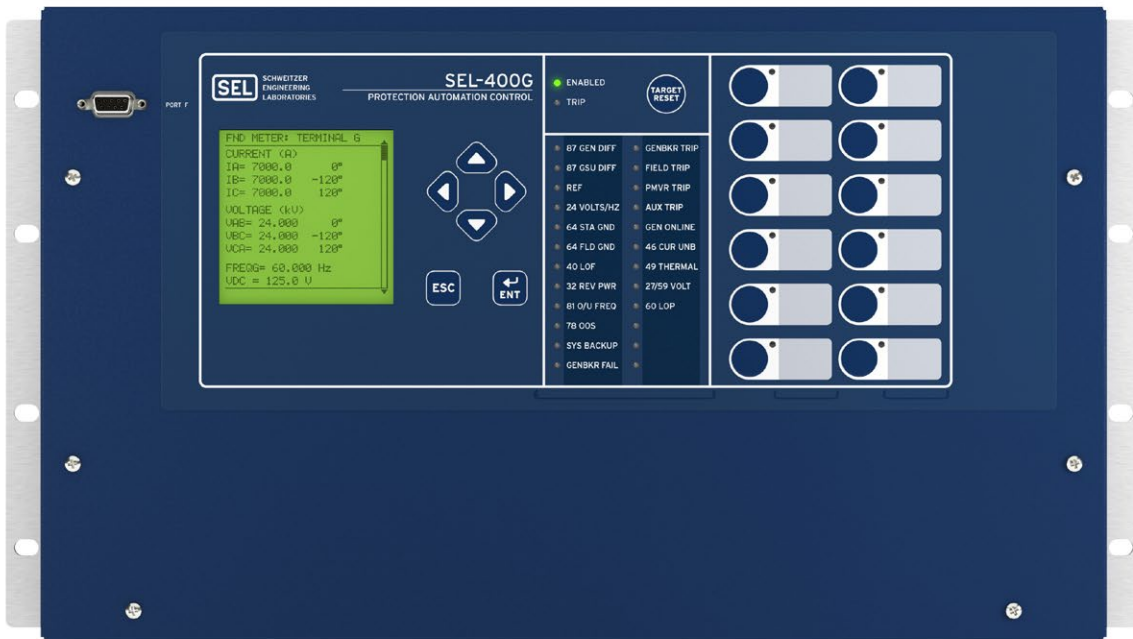 PORT F
SEL
SCHWEITZER
ENGINEERING
LABORATORIES
SEL-400G
PROTECTION AUTOMATION CONTROL
FND METER: TERMINAL G
CURRENT (A)
IA= 7000.0 0°
IB= 7000.0 -120°
IC= 7000.0 120°
VOLTAGE (kV)
VAB= 24.000 0°
VBC= 24.000 -120°
VCA= 24.000 120°
FREQG= 60.000 Hz
VDC = 125.0 V
ESC
ENT
ENABLED
TRIP
TARGET
RESET
87 GEN DIFF
87 GSU DIFF
REF
24 VOLTS/HZ
64 STA GND
64 FLD GND
40 LOF
32 REV PWR
81 O/U FREQ
78 OOS
SYS BACKUP
GENBKR FAIL
GENBKR TRIP
FIELD TRIP
PMVR TRIP
AUX TRIP
GEN ONLINE
46 CUR UNB
49 THERMAL
27/59 VOLT
60 LOP